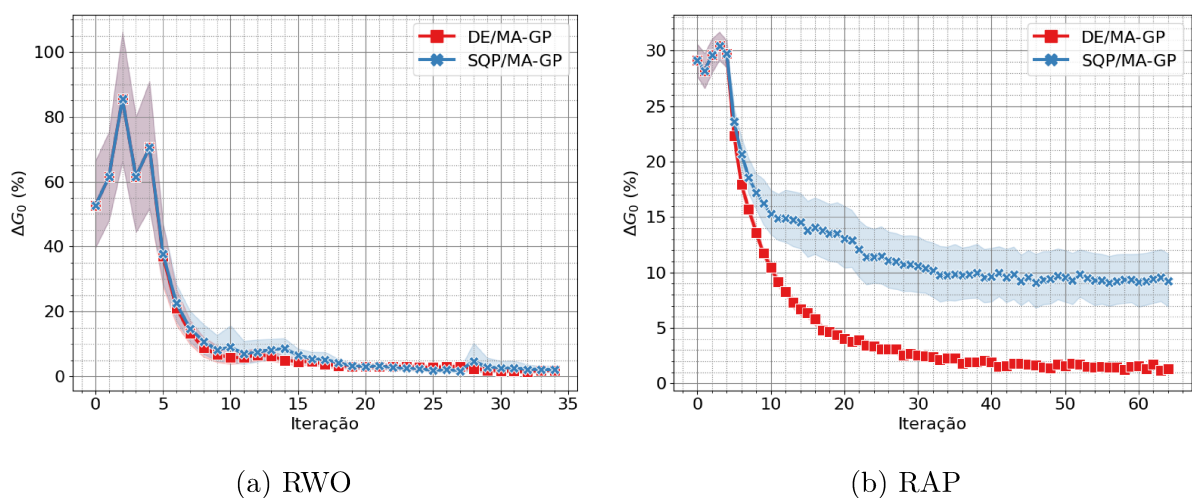 DE/MA-GP
SQP/MA-GP
ΔG₀ (%)
100
80
60
40
20
0
0 5 10 15 20 25 30 35
Iteração
(a) RWO
DE/MA-GP
SQP/MA-GP
ΔG₀ (%)
30
25
20
15
10
5
0
0 10 20 30 40 50 60
Iteração
(b) RAP